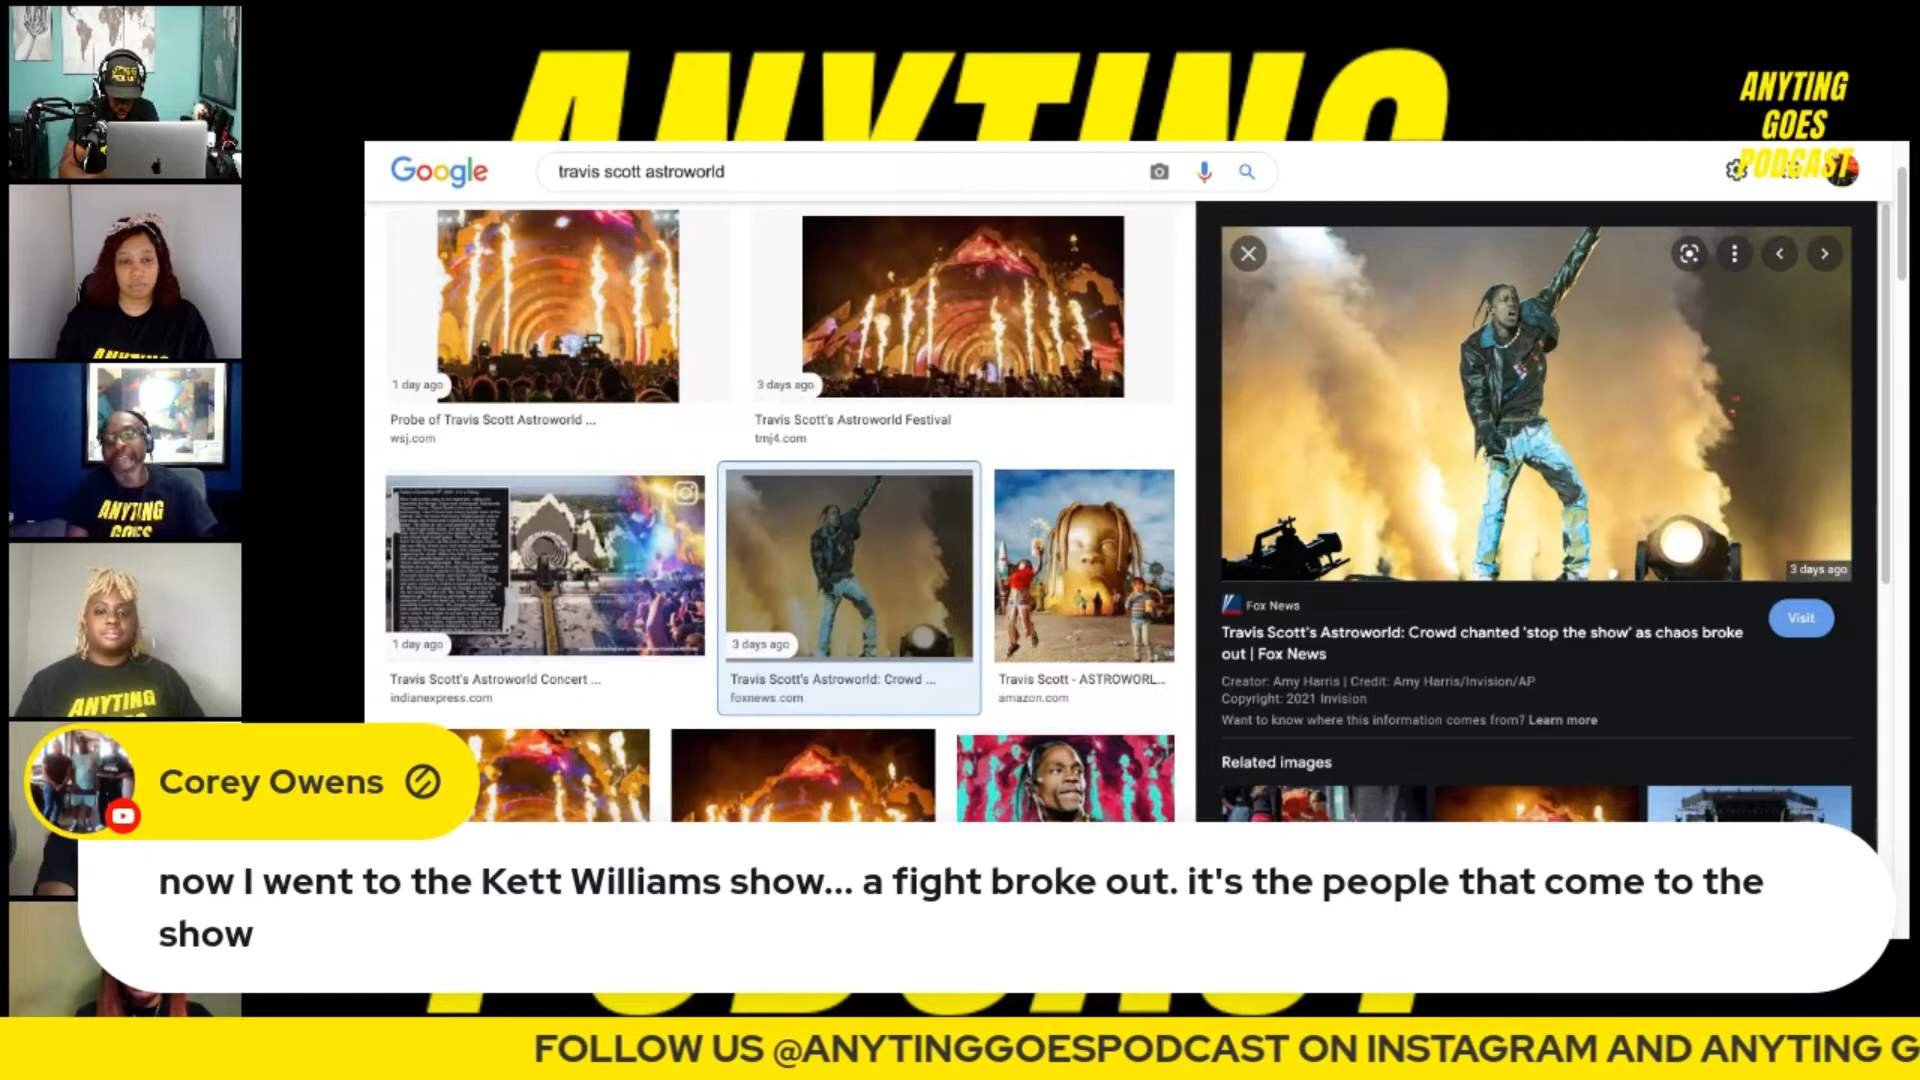 ANYTING
ANYTING
GOES
PODCAST
Google
travis scott astroworld
1 day ago
3 days ago
Probe of Travis Scott Astroworld ...
wsj.com
Travis Scott's Astroworld Festival
tmj4.com
1 day ago
3 days ago
Travis Scott's Astroworld Concert ...
indianexpress.com
Travis Scott's Astroworld: Crowd ...
foxnews.com
Travis Scott - ASTROWORL...
amazon.com
3 days ago
Fox News
Visit
Travis Scott's Astroworld: Crowd chanted 'stop the show' as chaos broke
out | Fox News
Creator: Amy Harris | Credit: Amy Harris/Invision/AP
Copyright: 2021 Invision
Want to know where this information comes from? Learn more
Related images
ANYTING
ANYTING
GOES
ANYTING
Corey Owens
now I went to the Kett Williams show... a fight broke out. it's the people that come to the
show
PODCAST
FOLLOW US @ANYTINGGOESPODCAST ON INSTAGRAM AND ANYTING G